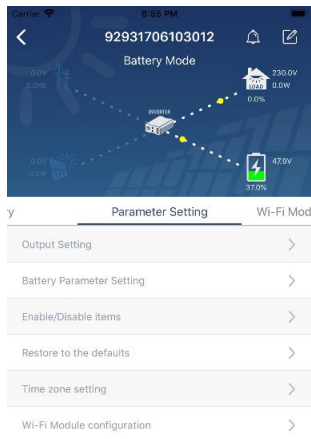 Carrier 6:55 PM
92931706103012
Battery Mode
0.0V
0.0Hz
230.0V
LOAD 0.0W
0.0%
INVERTER
0.0V
0.0W
47.9V
37.0%
y Parameter Setting Wi-Fi Mod
Output Setting
Battery Parameter Setting
Enable/Disable items
Restore to the defaults
Time zone setting
Wi-Fi Module configuration